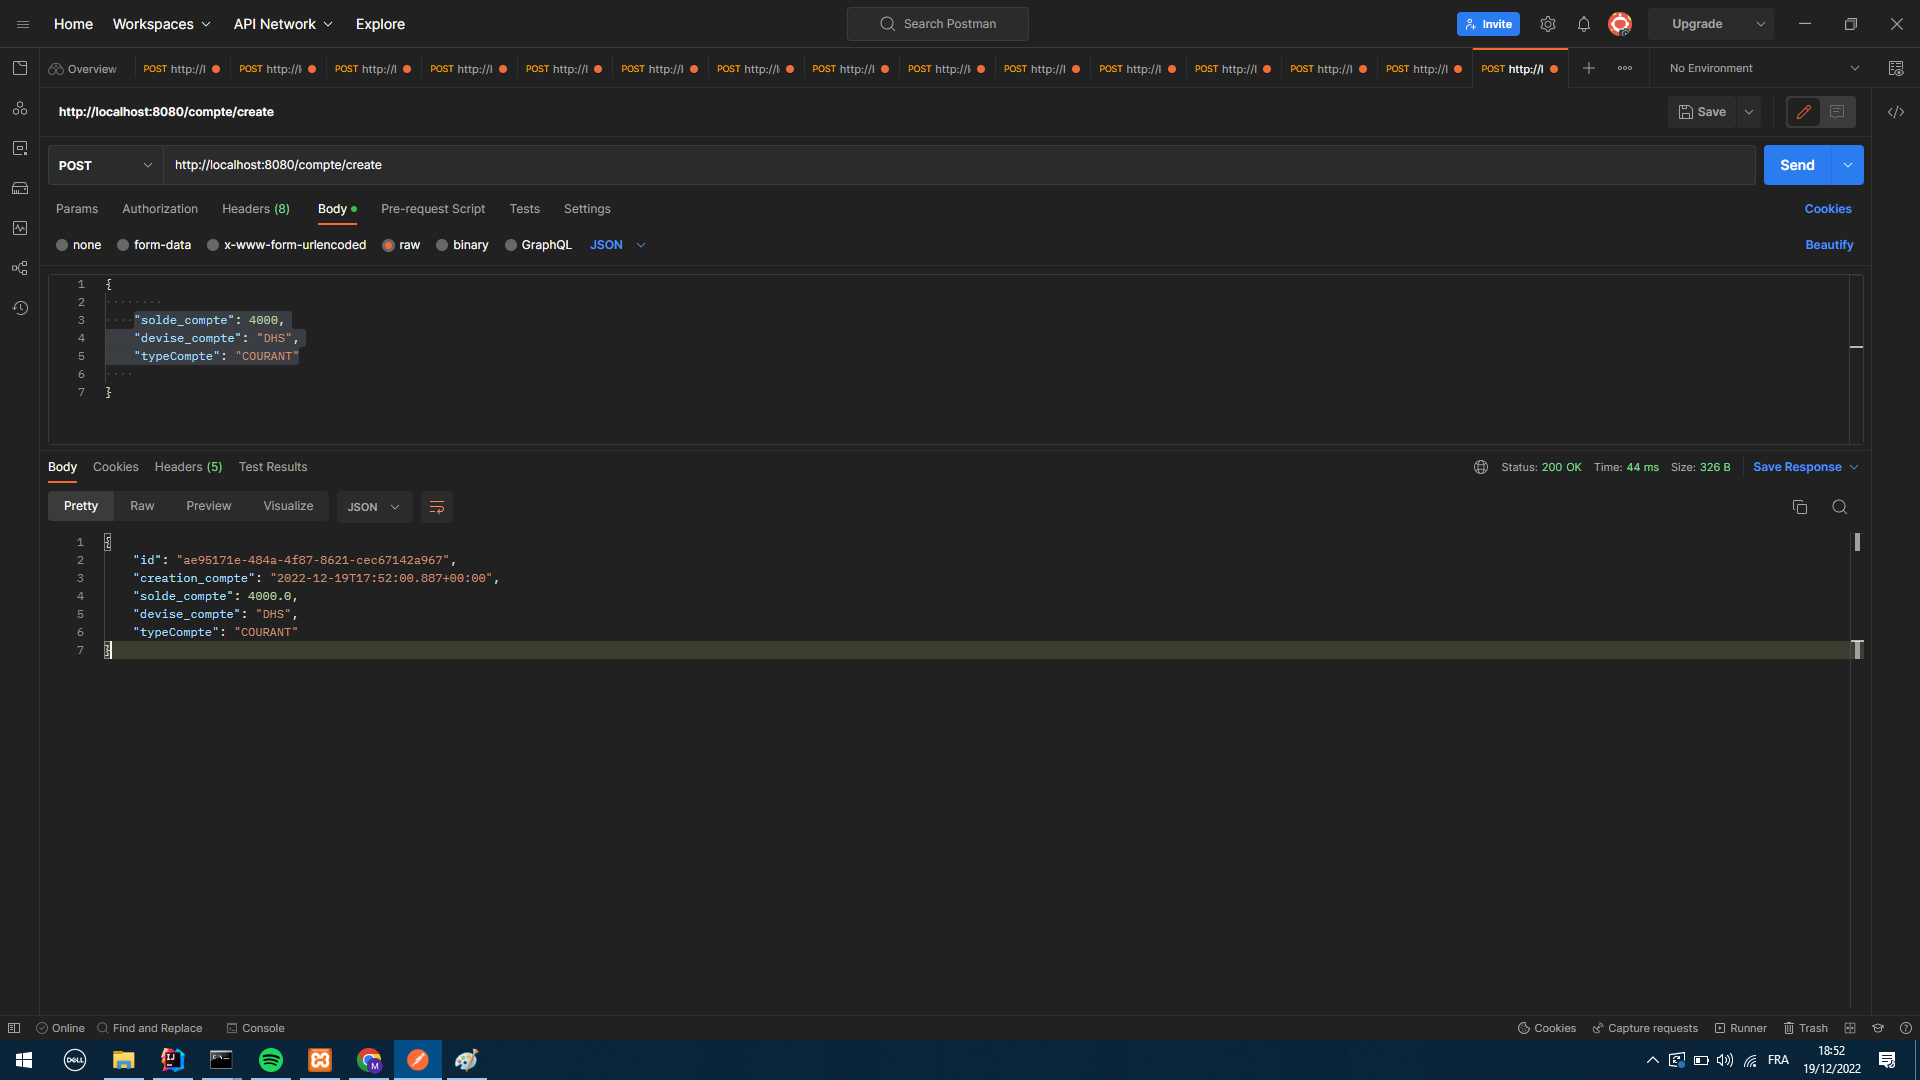 Home Workspaces API Network Explore Search Postman Invite Upgrade
Overview POST http://l POST http://l POST http://l POST http://l POST http://l POST http://l POST http://l POST http://l POST http://l POST http://l POST http://l POST http://l POST http://l POST http://l POST http://l No Environment
http://localhost:8080/compte/create Save
POST http://localhost:8080/compte/create Send
Params Authorization Headers (8) Body Pre-request Script Tests Settings Cookies
none form-data x-www-form-urlencoded raw binary GraphQL JSON Beautify
1 {
2
3 "solde_compte": 4000,
4 "devise_compte": "DHS",
5 "typeCompte": "COURANT"
6
7 }
Body Cookies Headers (5) Test Results Status: 200 OK Time: 44 ms Size: 326 B Save Response
Pretty Raw Preview Visualize JSON
1 {
2 "id": "ae95171e-484a-4f87-8621-cec67142a967",
3 "creation_compte": "2022-12-19T17:52:00.887+00:00",
4 "solde_compte": 4000.0,
5 "devise_compte": "DHS",
6 "typeCompte": "COURANT"
7 }
Online Find and Replace Console Cookies Capture requests Runner Trash
DELL IJ M FRA 18:52
19/12/2022